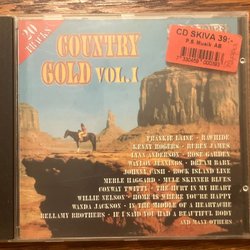 20
TRACKS
COUNTRY
GOLD VOL.1
CD SKIVA 39:-
P.S. Musik AB
FRANKIE LAINE - RAWHIDE
KENNY ROGERS - RUBEN JAMES
LYNN ANDERSON - ROSE GARDEN
WAYLON JENNINGS - DREAM BABY
JOHNNY CASH - ROCK ISLAND LINE
MERLE HAGGARD - MULE SKINNER BLUES
CONWAY TWITTY - THE HURT IN MY HEART
WILLIE NELSON - HOME IS WHERE YOU'RE HAPPY
WANDA JACKSON - IN THE MIDDLE OF A HEARTACHE
BELLAMY BROTHERS - IF I SAID YOU HAD A BEAUTIFUL BODY
AND MANY OTHERS